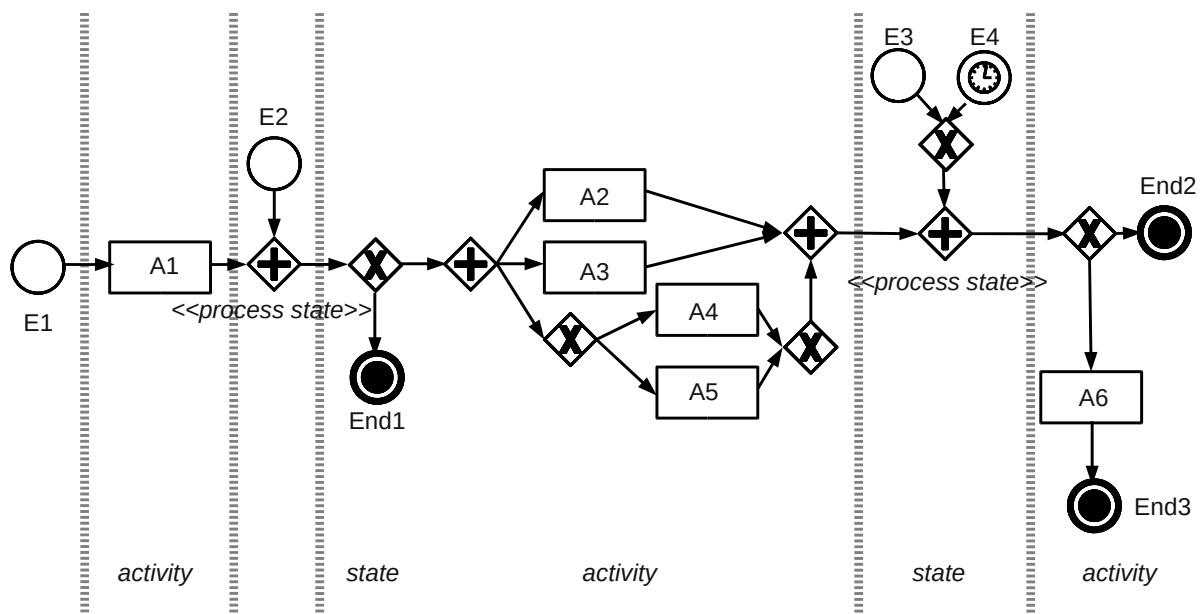 E3
E4
E2
X
End2
A2
A1
X
A3
X
<<process state>>
<<process state>>
E1
A4
X
X
A5
A6
End1
End3
activity
state
activity
state
activity